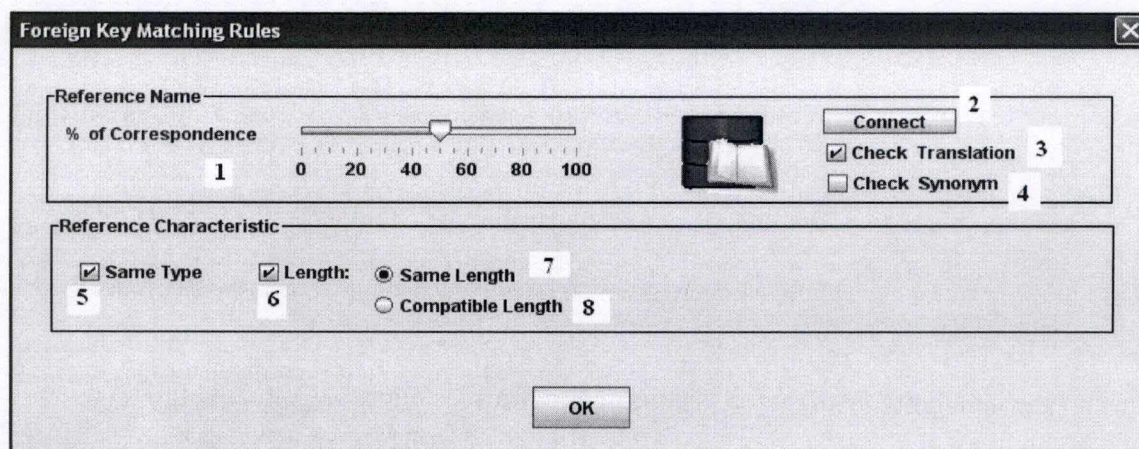 Foreign Key Matching Rules
Reference Name
% of Correspondence
1
0 20 40 60 80 100
Connect
2
Check Translation
3
Check Synonym
4
Reference Characteristic
Same Type
5
Length:
6
Same Length
7
Compatible Length
8
OK